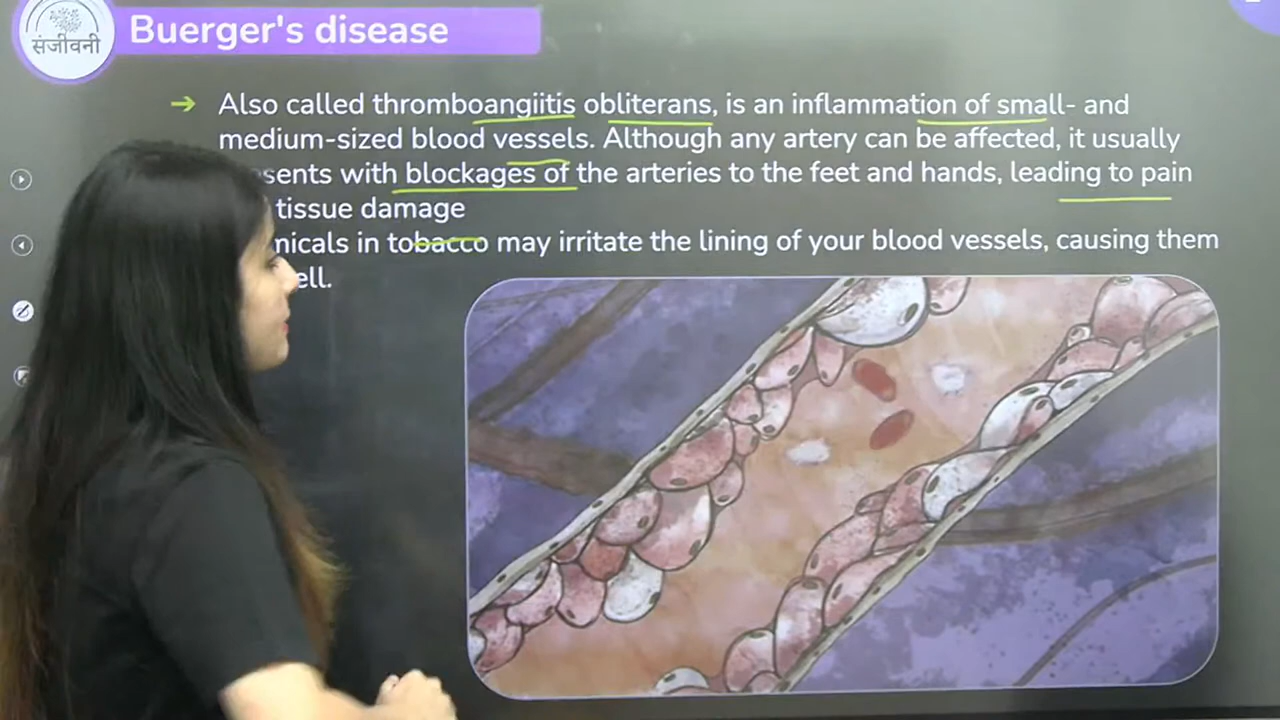 संजीवनी
Buerger's disease
➔ Also called thromboangiitis obliterans, is an inflammation of small- and
medium-sized blood vessels. Although any artery can be affected, it usually
sents with blockages of the arteries to the feet and hands, leading to pain
tissue damage
nicals in tobacco may irritate the lining of your blood vessels, causing them
ell.